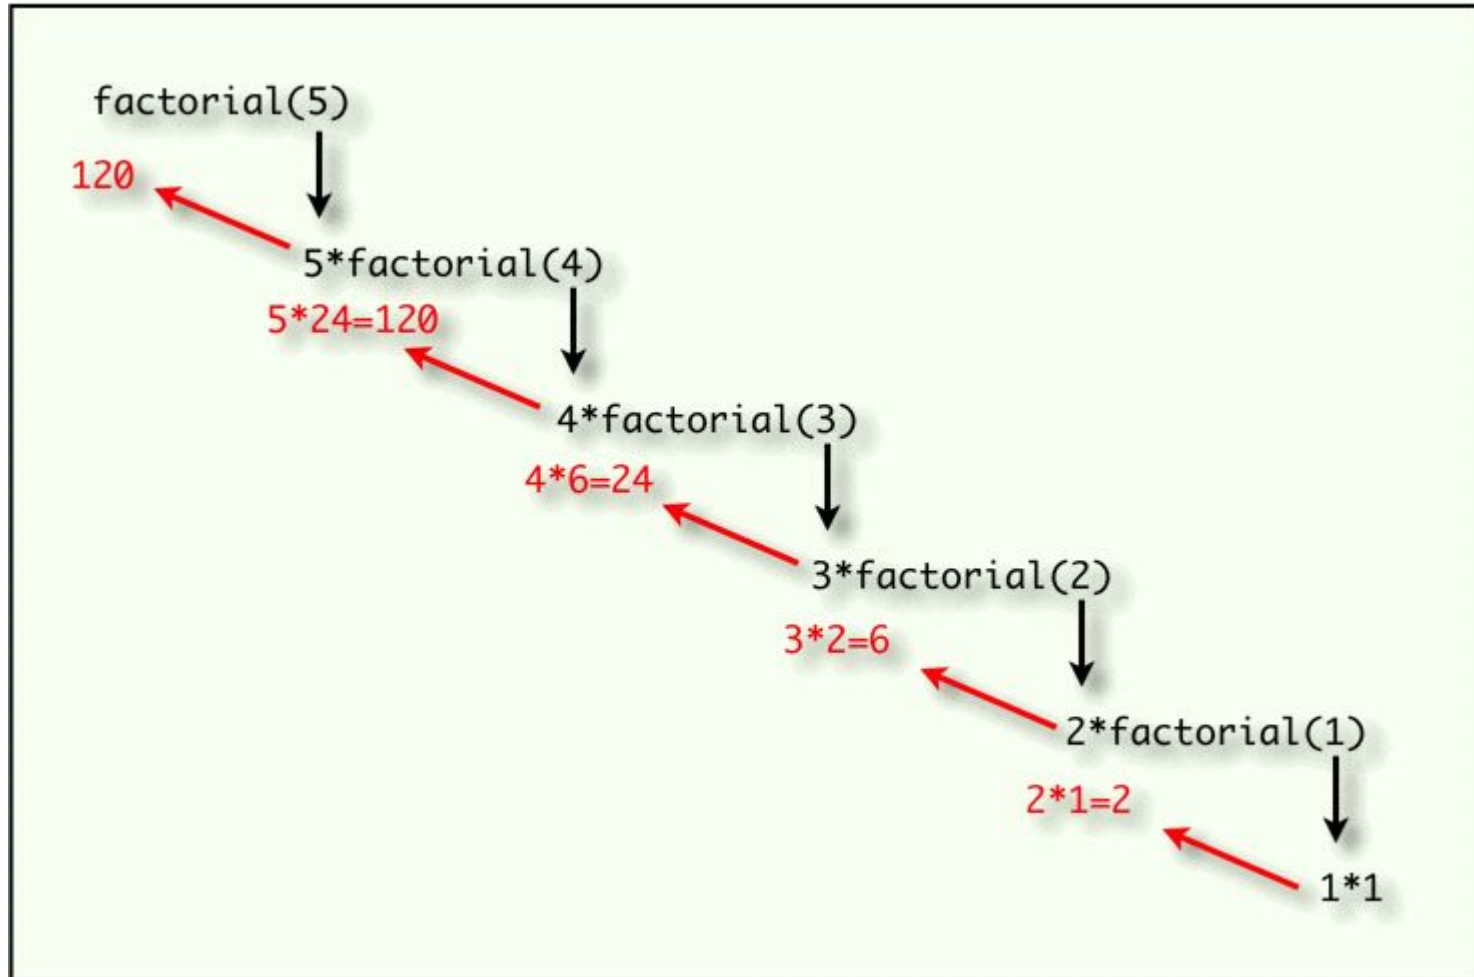 factorial(5)
120
5*factorial(4)
5*24=120
4*factorial(3)
4*6=24
3*factorial(2)
3*2=6
2*factorial(1)
2*1=2
1*1